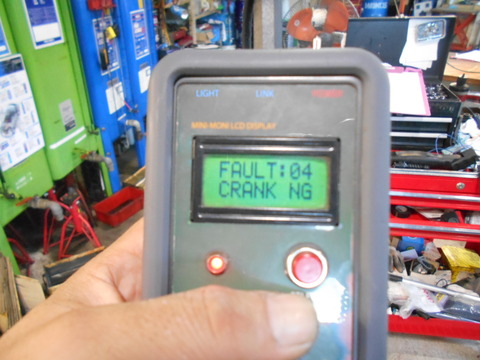 LIGHT LINK POWER
MINI-MONI LCD DISPLAY
FAULT:04
CRANK NG